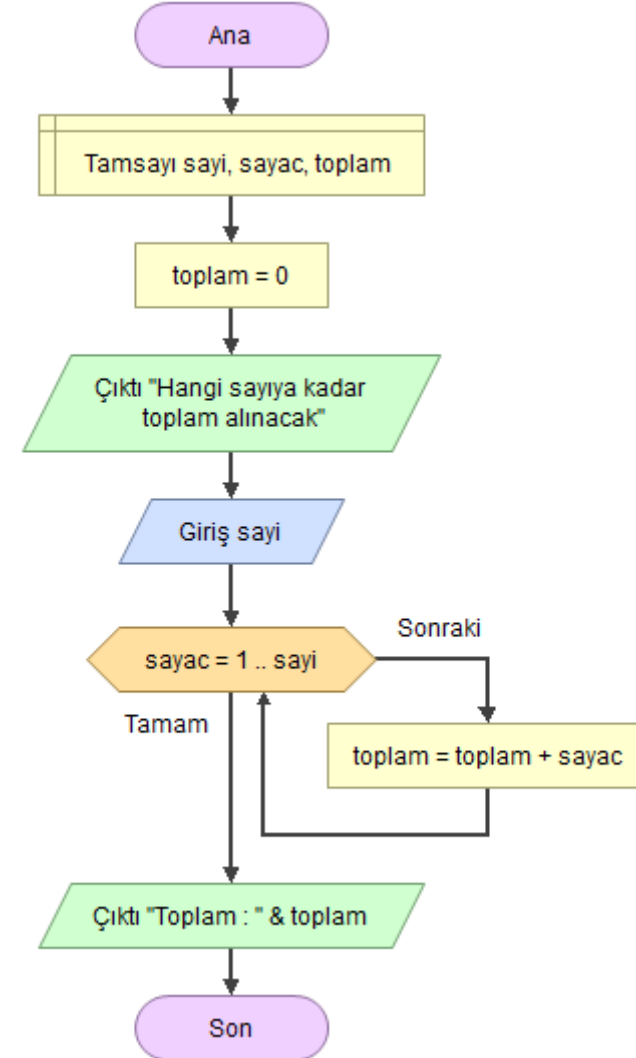 Ana
Tamsayı sayi, sayac, toplam
toplam = 0
Çıktı "Hangi sayıya kadar
toplam alınacak"
Giriş sayi
sayac = 1 .. sayi
Sonraki
Tamam
toplam = toplam + sayac
Çıktı "Toplam : " & toplam
Son